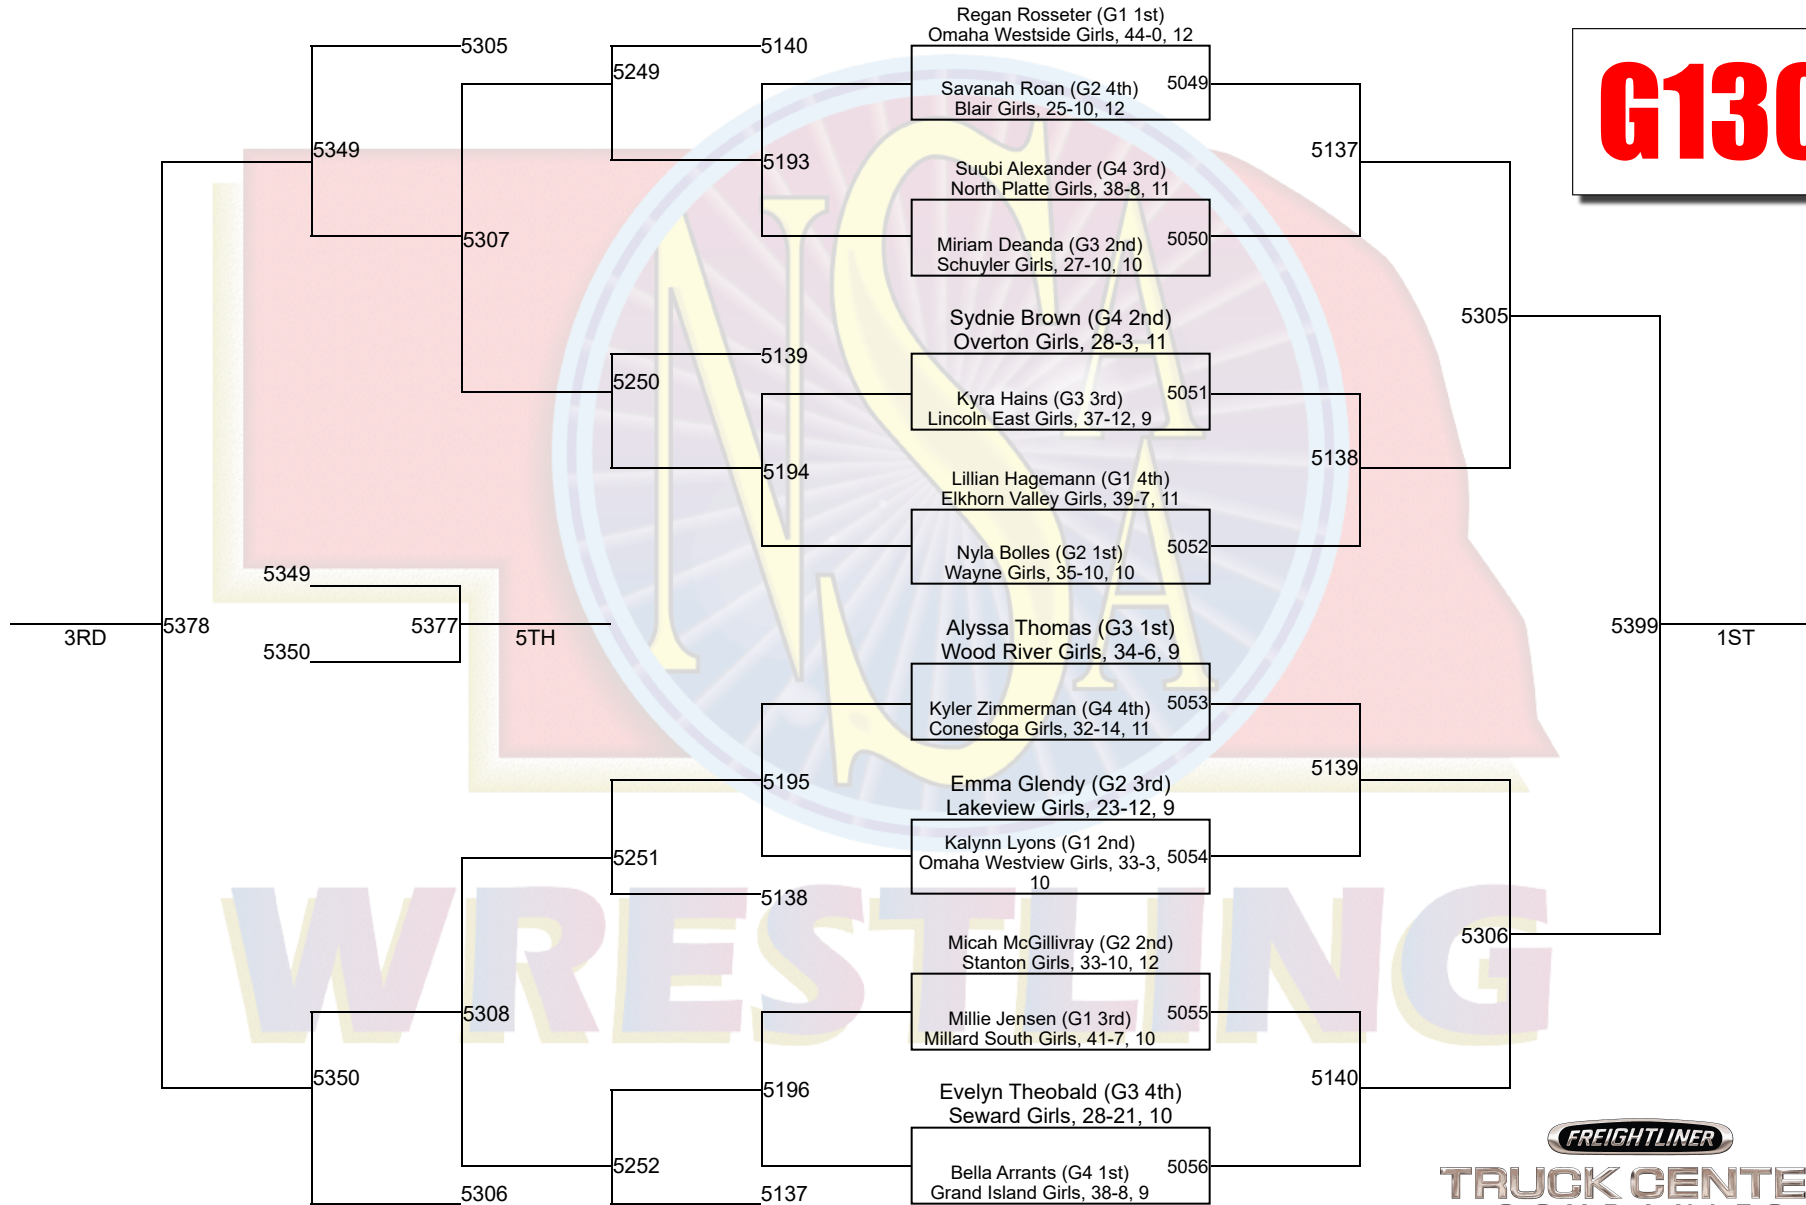 Regan Rosseter (G1 1st)
Omaha Westside Girls, 44-0, 12
5305
5140
5249
Savanah Roan (G2 4th)
Blair Girls, 25-10, 12
5049
5349
5193
Suubi Alexander (G4 3rd)
North Platte Girls, 38-8, 11
5137
5307
Miriam Deanda (G3 2nd)
Schuyler Girls, 27-10, 10
5050
Sydnie Brown (G4 2nd)
Overton Girls, 28-3, 11
5305
5139
5250
Kyra Hains (G3 3rd)
Lincoln East Girls, 37-12, 9
5051
5194
Lillian Hagemann (G1 4th)
Elkhorn Valley Girls, 39-7, 11
5138
Nyla Bolles (G2 1st)
Wayne Girls, 35-10, 10
5052
5349
3RD
5378
5377
5TH
5350
Alyssa Thomas (G3 1st)
Wood River Girls, 34-6, 9
5399
1ST
Kyler Zimmerman (G4 4th)
Conestoga Girls, 32-14, 11
5053
5195
Emma Glendy (G2 3rd)
Lakeview Girls, 23-12, 9
5139
5251
Kalynn Lyons (G1 2nd)
Omaha Westview Girls, 33-3,
10
5054
5138
Micah McGillivray (G2 2nd)
Stanton Girls, 33-10, 12
5306
5308
Millie Jensen (G1 3rd)
Millard South Girls, 41-7, 10
5055
5350
5196
Evelyn Theobald (G3 4th)
Seward Girls, 28-21, 10
5140
5252
Bella Arrants (G4 1st)
Grand Island Girls, 38-8, 9
5056
5306
5137
G130
NSAA
WRESTLING
FREIGHTLINER
TRUCK CENTE